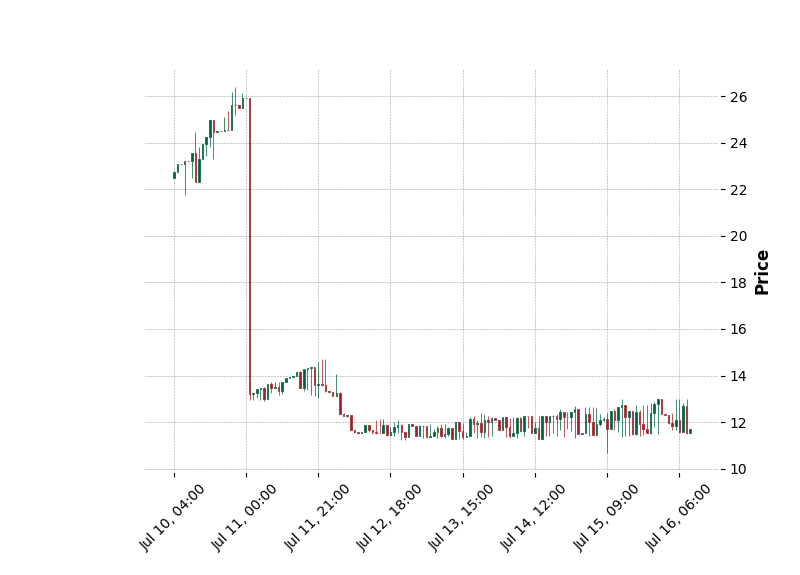 26
24
22
20
18
16
14
12
10
Price
Jul 10, 04:00
Jul 11, 00:00
Jul 11, 21:00
Jul 12, 18:00
Jul 13, 15:00
Jul 14, 12:00
Jul 15, 09:00
Jul 16, 06:00